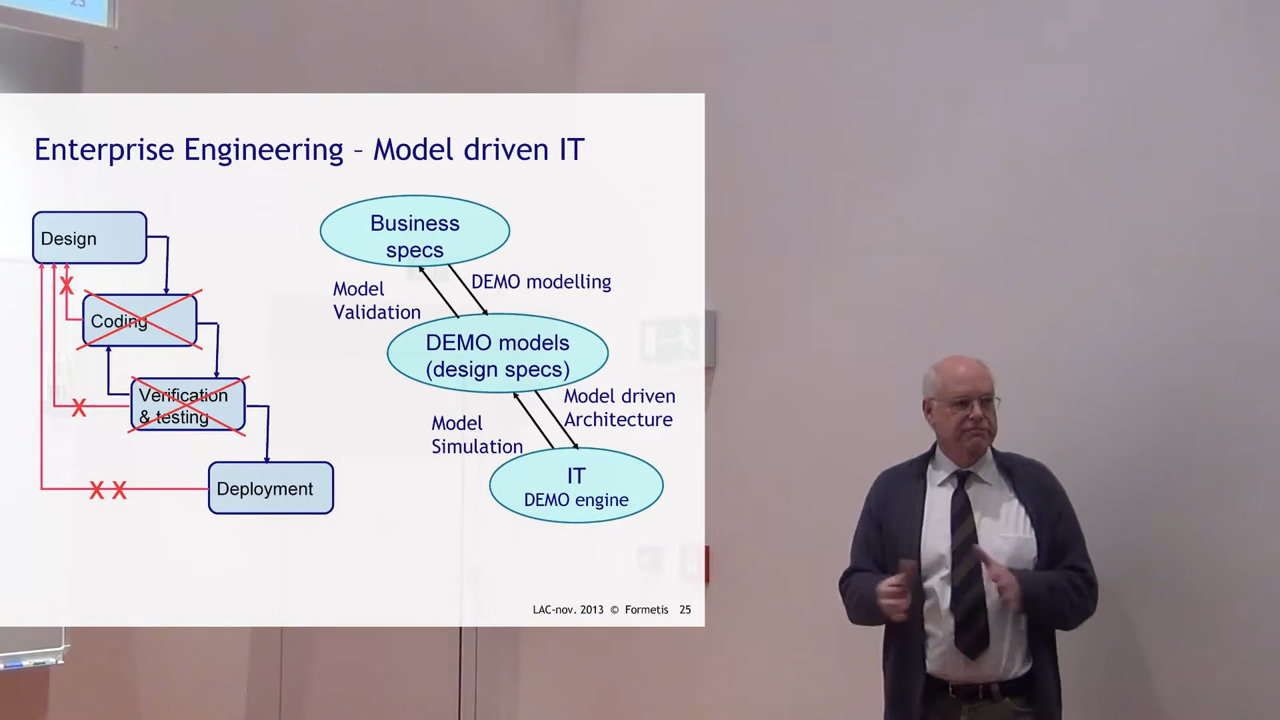 25
Enterprise Engineering – Model driven IT
Design
Coding
Verification
& testing
Deployment
X
X
X X
Business
specs
Model
Validation
DEMO modelling
DEMO models
(design specs)
Model
Simulation
Model driven
Architecture
IT
DEMO engine
LAC-nov. 2013 © Formetis 25